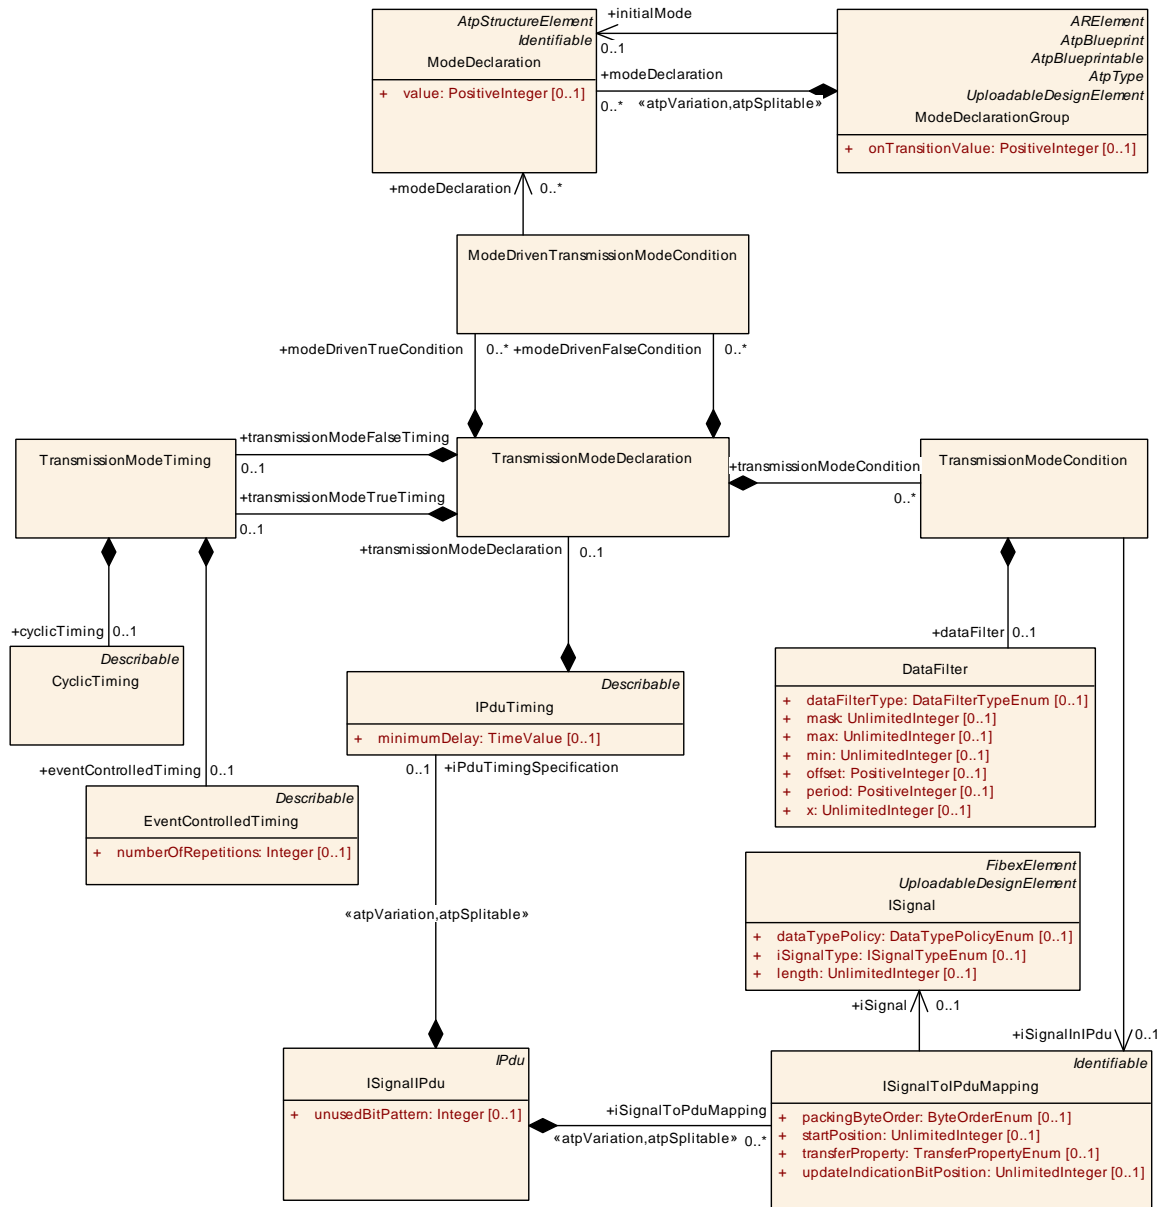 AtpStructureElement
Identifiable
ModeDeclaration
+ value: PositiveInteger [0..1]
+initialMode
0..1
+modeDeclaration
0..*
«atpVariation,atpSplitable»
ARElement
AtpBlueprint
AtpBlueprintable
AtpType
UploadableDesignElement
ModeDeclarationGroup
+ onTransitionValue: PositiveInteger [0..1]
+modeDeclaration 0..*
ModeDrivenTransmissionModeCondition
+modeDrivenTrueCondition 0..*
+modeDrivenFalseCondition 0..*
TransmissionModeTiming
+transmissionModeFalseTiming
0..1
+transmissionModeTrueTiming
0..1
TransmissionModeDeclaration
+transmissionModeCondition
0..*
TransmissionModeCondition
+transmissionModeDeclaration 0..1
+cyclicTiming 0..1
Describable
CyclicTiming
+eventControlledTiming 0..1
Describable
EventControlledTiming
+ numberOfRepetitions: Integer [0..1]
Describable
IPduTiming
+ minimumDelay: TimeValue [0..1]
0..1 +iPduTimingSpecification
«atpVariation,atpSplitable»
+dataFilter 0..1
DataFilter
+ dataFilterType: DataFilterTypeEnum [0..1]
+ mask: UnlimitedInteger [0..1]
+ max: UnlimitedInteger [0..1]
+ min: UnlimitedInteger [0..1]
+ offset: PositiveInteger [0..1]
+ period: PositiveInteger [0..1]
+ x: UnlimitedInteger [0..1]
FibexElement
UploadableDesignElement
ISignal
+ dataTypePolicy: DataTypePolicyEnum [0..1]
+ iSignalType: ISignalTypeEnum [0..1]
+ length: UnlimitedInteger [0..1]
+iSignal 0..1
+iSignalInIPdu 0..1
IPdu
ISignalIPdu
+ unusedBitPattern: Integer [0..1]
+iSignalToPduMapping
«atpVariation,atpSplitable» 0..*
Identifiable
ISignalToIPduMapping
+ packingByteOrder: ByteOrderEnum [0..1]
+ startPosition: UnlimitedInteger [0..1]
+ transferProperty: TransferPropertyEnum [0..1]
+ updateIndicationBitPosition: UnlimitedInteger [0..1]